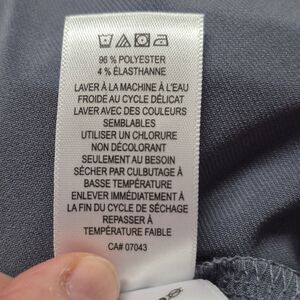 96 % POLYESTER
4 % ÉLASTHANNE
LAVER À LA MACHINE À L'EAU
FROIDE AU CYCLE DÉLICAT
LAVER AVEC DES COULEURS
SEMBLABLES
UTILISER UN CHLORURE
NON DÉCOLORANT
SEULEMENT AU BESOIN
SÉCHER PAR CULBUTAGE À
BASSE TEMPÉRATURE
ENLEVER IMMÉDIATEMENT À
LA FIN DU CYCLE DE SÉCHAGE
REPASSER À
TEMPÉRATURE FAIBLE
CA# 07043